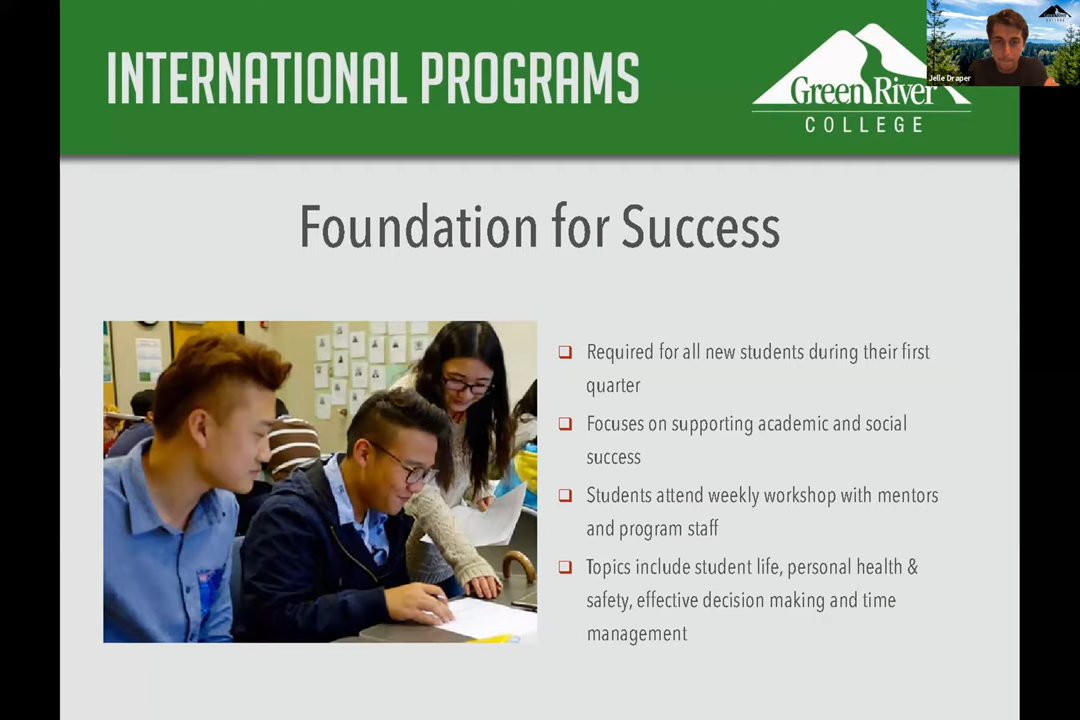 INTERNATIONAL PROGRAMS
Green River
COLLEGE
Jelle Draper
Foundation for Success
Required for all new students during their first
quarter
Focuses on supporting academic and social
success
Students attend weekly workshop with mentors
and program staff
Topics include student life, personal health &
safety, effective decision making and time
management